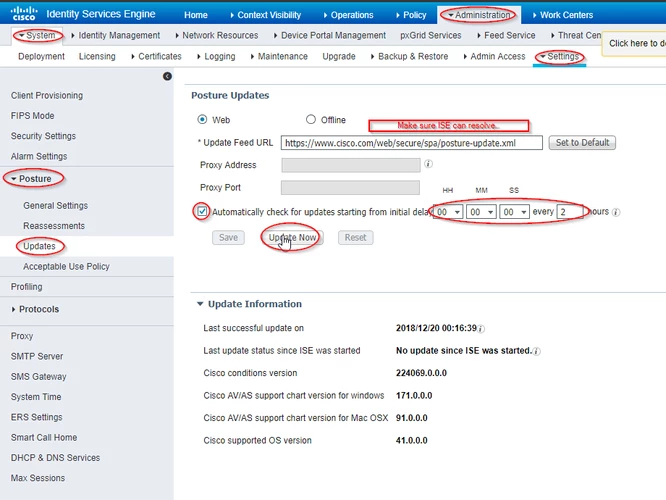 cisco Identity Services Engine Home Context Visibility Operations Policy Administration Work Centers
System Identity Management Network Resources Device Portal Management pxGrid Services Feed Service Threat Cen
Click here to do
Deployment Licensing Certificates Logging Maintenance Upgrade Backup & Restore Admin Access Settings
Client Provisioning
FIPS Mode
Security Settings
Alarm Settings
Posture
General Settings
Reassessments
Updates
Acceptable Use Policy
Profiling
Protocols
Proxy
SMTP Server
SMS Gateway
System Time
ERS Settings
Smart Call Home
DHCP & DNS Services
Max Sessions
Posture Updates
Web Offline
Make sure ISE can resolve..
* Update Feed URL https://www.cisco.com/web/secure/spa/posture-update.xml Set to Default
Proxy Address
Proxy Port
HH MM SS
Automatically check for updates starting from initial delay 00 00 00 every 2 hours
Save Update Now Reset
Update Information
Last successful update on 2018/12/20 00:16:39
Last update status since ISE was started No update since ISE was started.
Cisco conditions version 224069.0.0.0
Cisco AV/AS support chart version for windows 171.0.0.0
Cisco AV/AS support chart version for Mac OSX 91.0.0.0
Cisco supported OS version 41.0.0.0